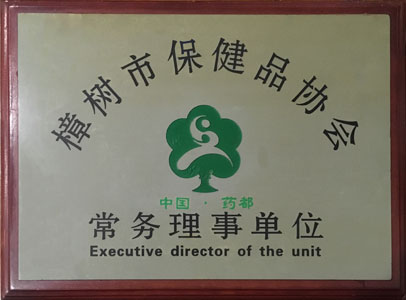 樟树市保健品协会
中国·药都
常务理事单位
Executive director of the unit